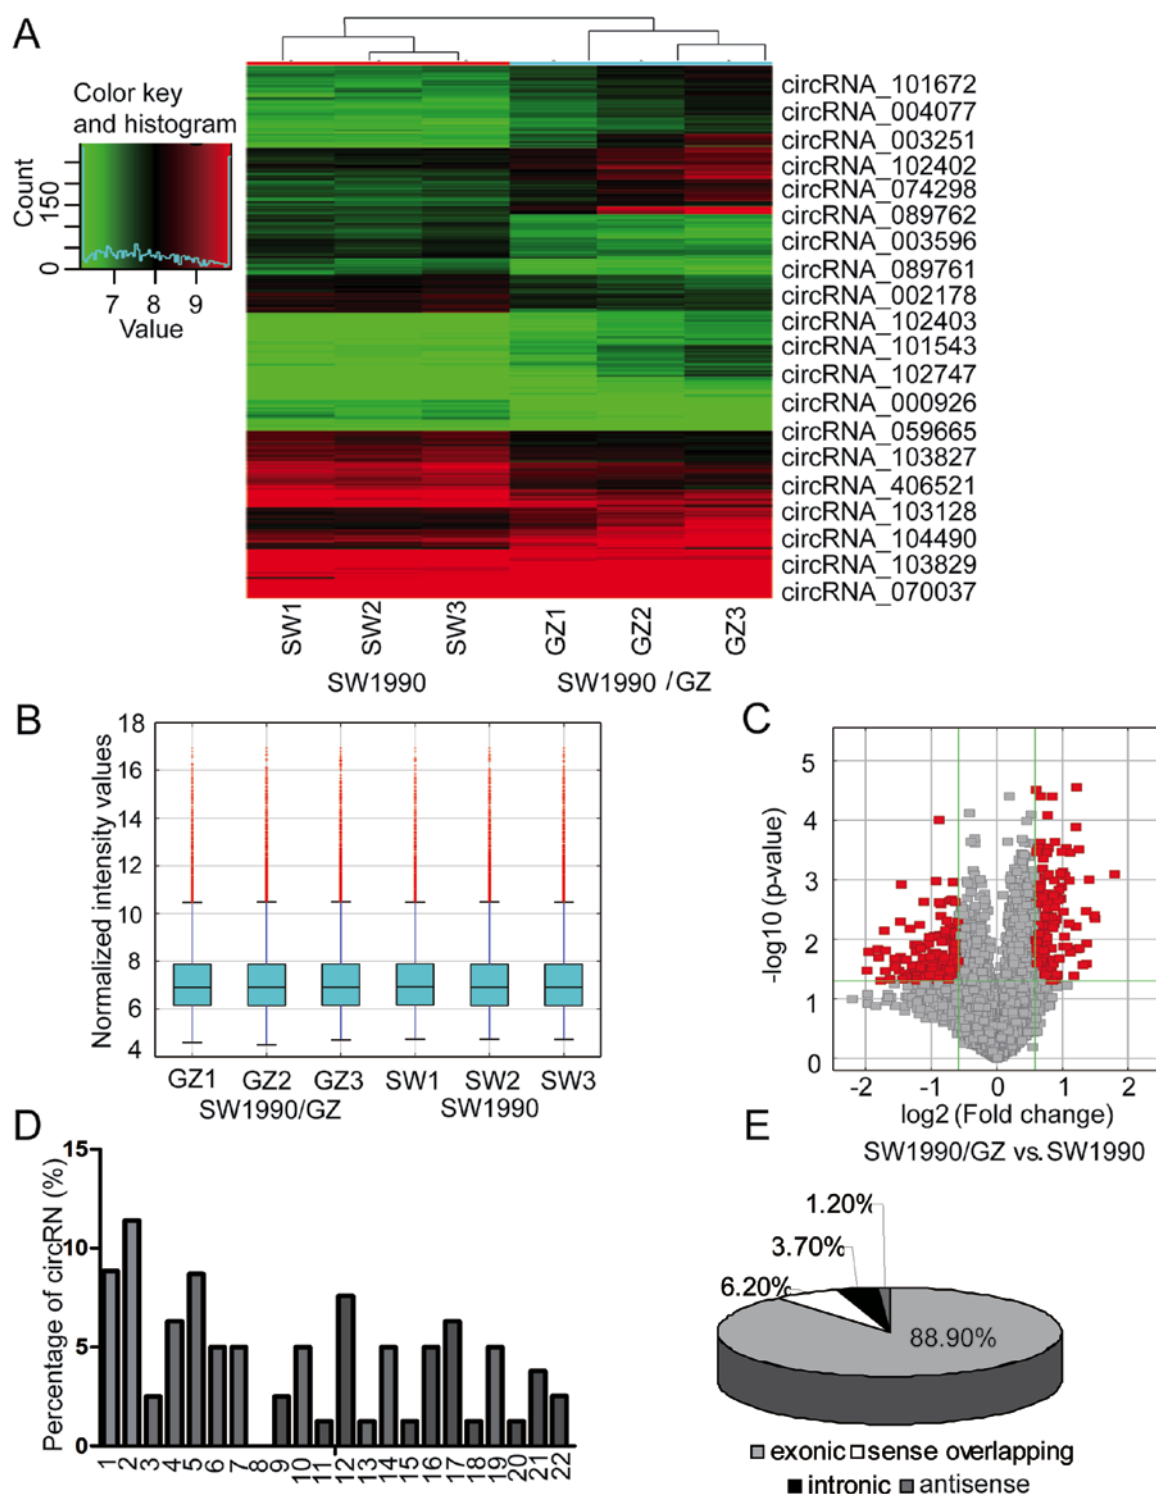 A
Color key
and histogram
Count
150
0
7 8 9
Value
circRNA_101672
circRNA_004077
circRNA_003251
circRNA_102402
circRNA_074298
circRNA_089762
circRNA_003596
circRNA_089761
circRNA_002178
circRNA_102403
circRNA_101543
circRNA_102747
circRNA_000926
circRNA_059665
circRNA_103827
circRNA_406521
circRNA_103128
circRNA_104490
circRNA_103829
circRNA_070037
SW1 SW2 SW3 GZ1 GZ2 GZ3
SW1990 SW1990 /GZ
B
Normalized intensity values
18
16
14
12
10
8
6
4
GZ1 GZ2 GZ3 SW1 SW2 SW3
SW1990/GZ SW1990
C
-log10 (p-value)
5
4
3
2
1
0
-2 -1 0 1 2
log2 (Fold change)
SW1990/GZ vs. SW1990
D
Percentage of circRN (%)
15
10
5
0
1 2 3 4 5 6 7 8 9 10 11 12 13 14 15 16 17 18 19 20 21 22
E
1.20%
3.70%
6.20%
88.90%
exonic sense overlapping
intronic antisense